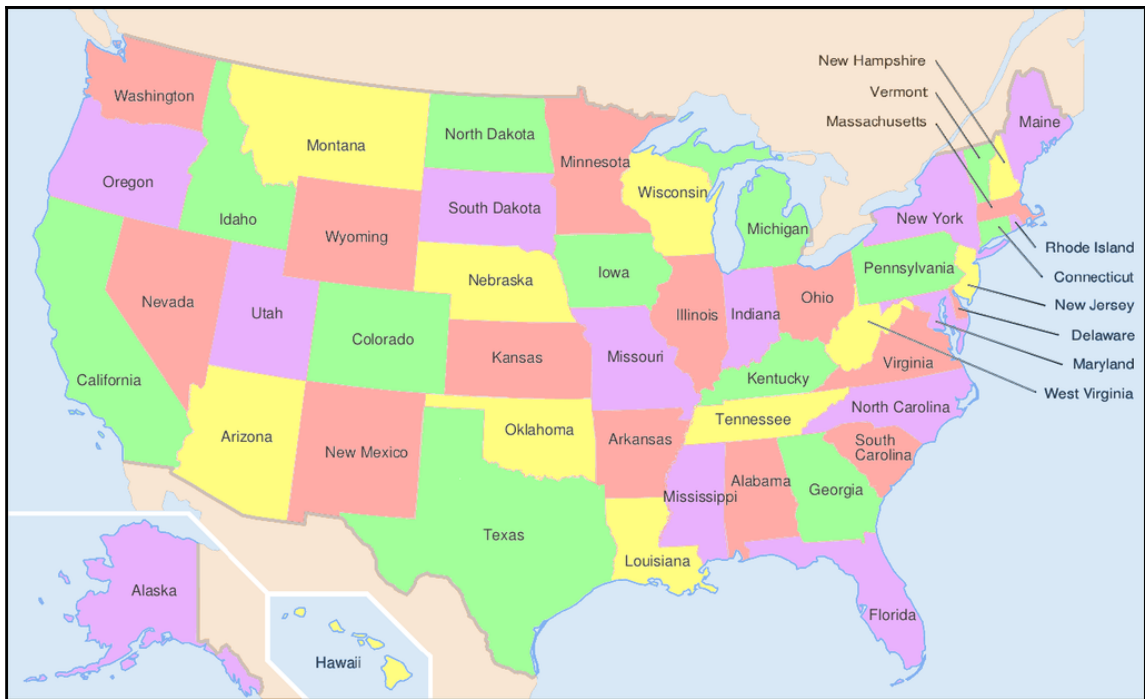 New Hampshire
Vermont
Massachusetts
Washington
Montana
North Dakota
Minnesota
Maine
Oregon
Idaho
Wyoming
South Dakota
Wisconsin
Michigan
New York
Rhode Island
Connecticut
New Jersey
Delaware
Maryland
West Virginia
Nevada
Utah
Colorado
Nebraska
Iowa
Illinois
Indiana
Ohio
Pennsylvania
California
Kansas
Missouri
Kentucky
Virginia
Arizona
New Mexico
Oklahoma
Arkansas
Tennessee
North Carolina
South
Carolina
Texas
Louisiana
Mississippi
Alabama
Georgia
Florida
Alaska
Hawaii